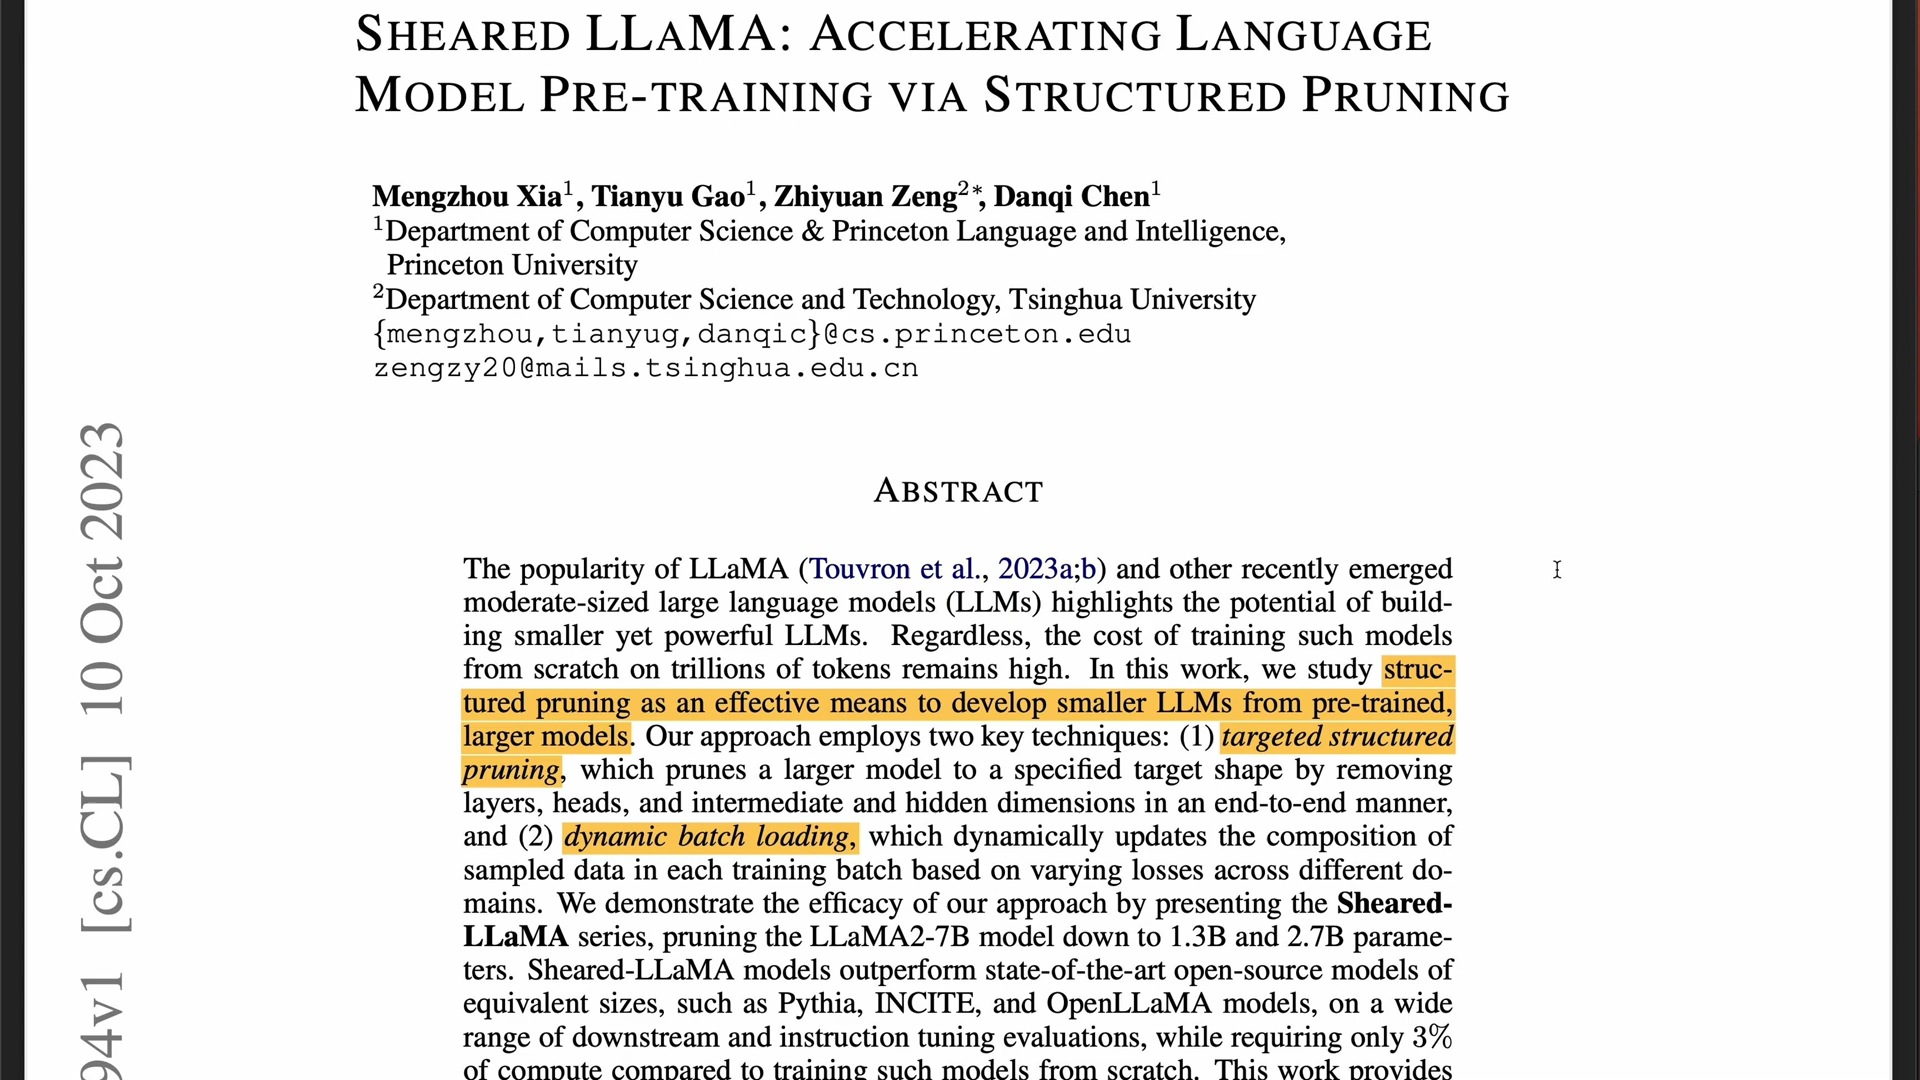 SHEARED LLAMA: ACCELERATING LANGUAGE
MODEL PRE-TRAINING VIA STRUCTURED PRUNING
Mengzhou Xia¹, Tianyu Gao¹, Zhiyuan Zeng²*, Danqi Chen¹
¹Department of Computer Science & Princeton Language and Intelligence,
Princeton University
²Department of Computer Science and Technology, Tsinghua University
{mengzhou,tianyug,danqic}@cs.princeton.edu
zengzy20@mails.tsinghua.edu.cn
ABSTRACT
The popularity of LLaMA (Touvron et al., 2023a;b) and other recently emerged
moderate-sized large language models (LLMs) highlights the potential of build-
ing smaller yet powerful LLMs. Regardless, the cost of training such models
from scratch on trillions of tokens remains high. In this work, we study struc-
tured pruning as an effective means to develop smaller LLMs from pre-trained,
larger models. Our approach employs two key techniques: (1) targeted structured
pruning, which prunes a larger model to a specified target shape by removing
layers, heads, and intermediate and hidden dimensions in an end-to-end manner,
and (2) dynamic batch loading, which dynamically updates the composition of
sampled data in each training batch based on varying losses across different do-
mains. We demonstrate the efficacy of our approach by presenting the Sheared-
LLaMA series, pruning the LLaMA2-7B model down to 1.3B and 2.7B parame-
ters. Sheared-LLaMA models outperform state-of-the-art open-source models of
equivalent sizes, such as Pythia, INCITE, and OpenLLaMA models, on a wide
range of downstream and instruction tuning evaluations, while requiring only 3%
of compute compared to training such models from scratch. This work provides
94v1 [cs.CL] 10 Oct 2023